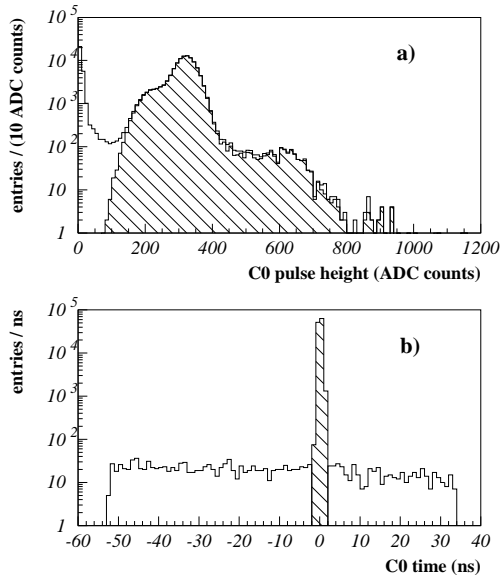 a)
entries / (10 ADC counts)
10^5
10^4
10^3
10^2
10
1
0 200 400 600 800 1000 1200
C0 pulse height (ADC counts)
b)
entries / ns
10^5
10^4
10^3
10^2
10
1
-60 -50 -40 -30 -20 -10 0 10 20 30 40
C0 time (ns)